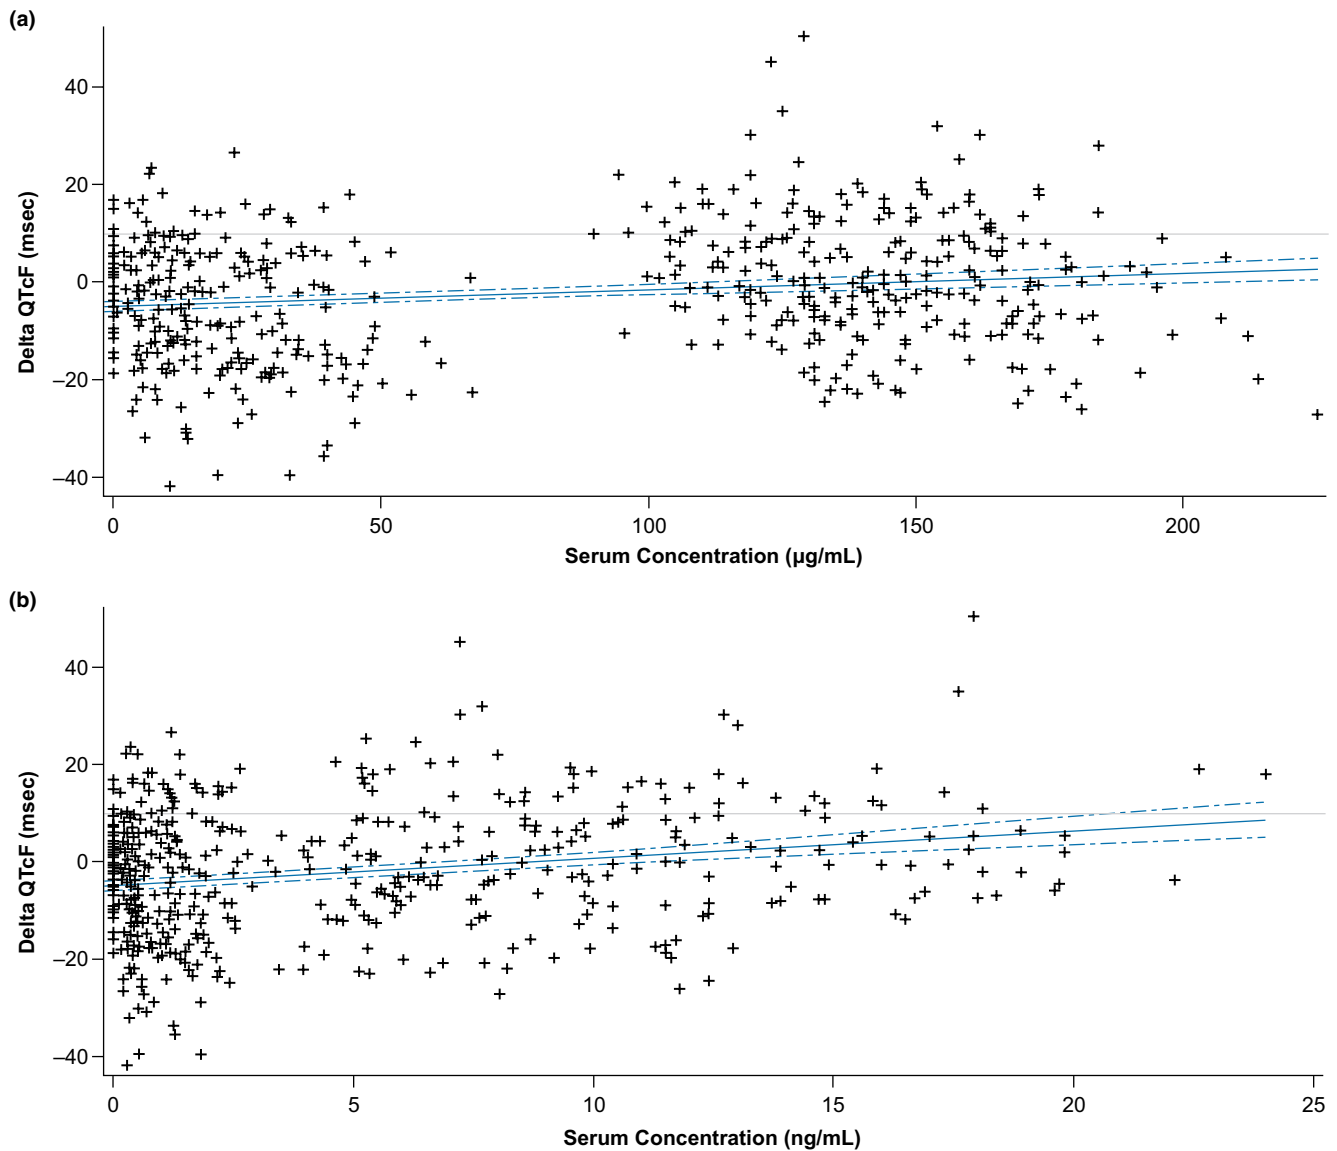 (a)
Delta QTcF (msec)
40
20
0
–20
–40
0 50 100 150 200
Serum Concentration (µg/mL)
(b)
Delta QTcF (msec)
40
20
0
–20
–40
0 5 10 15 20 25
Serum Concentration (ng/mL)